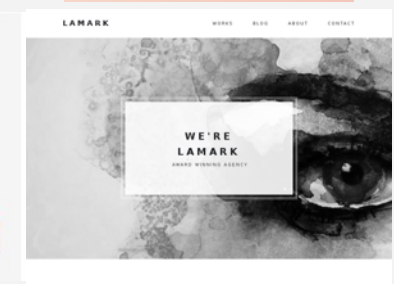 LAMARK
WORKS BLOG ABOUT CONTACT
WE'RE
LAMARK
AWARD WINNING AGENCY